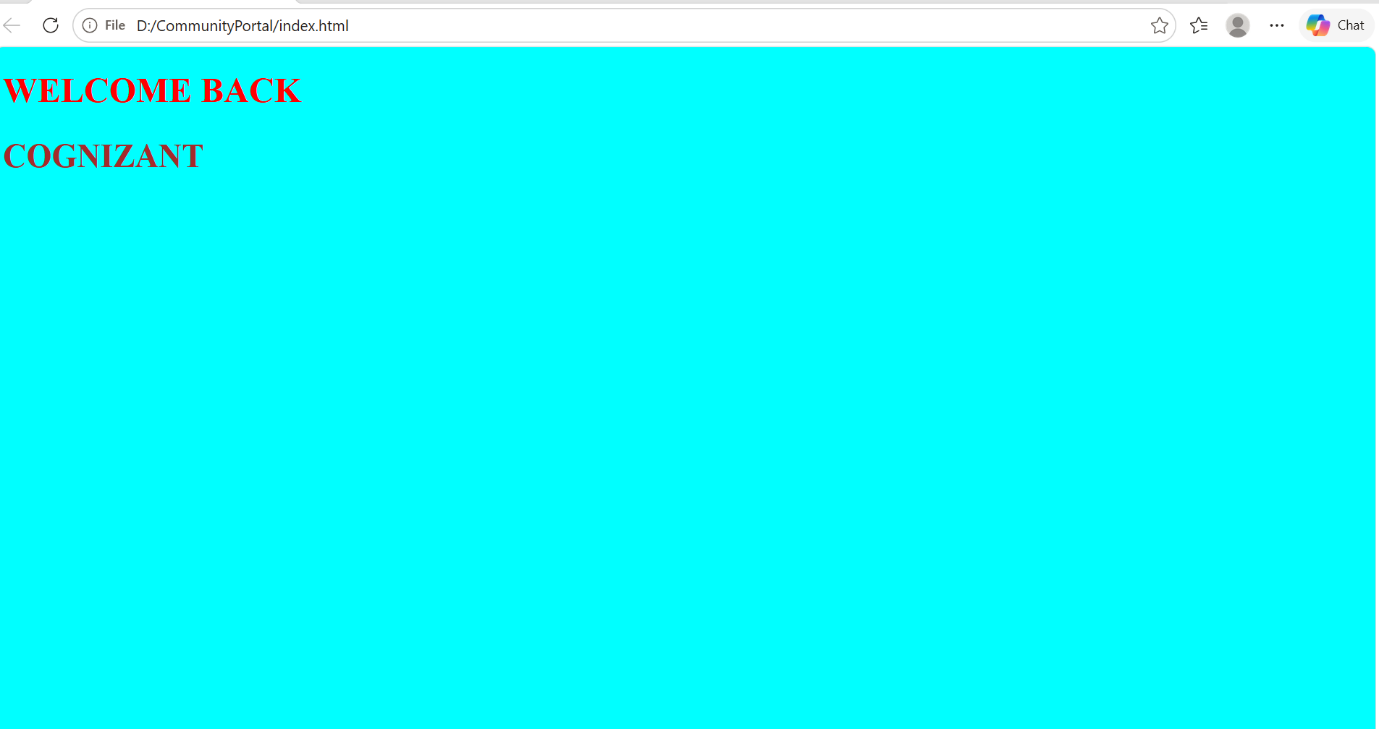 File D:/CommunityPortal/index.html
Chat
WELCOME BACK
COGNIZANT